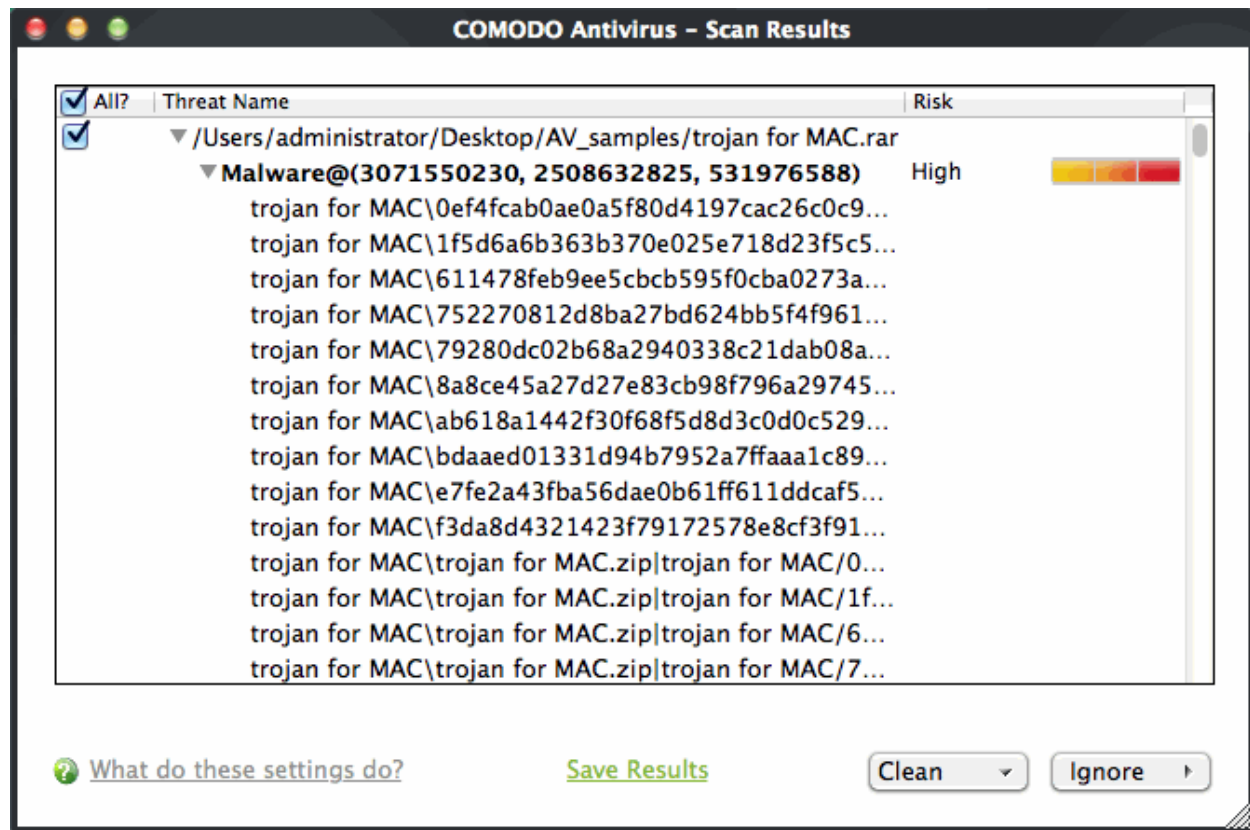 COMODO Antivirus – Scan Results
All? Threat Name Risk
/Users/administrator/Desktop/AV_samples/trojan for MAC.rar
Malware@(3071550230, 2508632825, 531976588) High
trojan for MAC\0ef4fcab0ae0a5f80d4197cac26c0c9...
trojan for MAC\1f5d6a6b363b370e025e718d23f5c5...
trojan for MAC\611478feb9ee5cbcb595f0cba0273a...
trojan for MAC\752270812d8ba27bd624bb5f4f961...
trojan for MAC\79280dc02b68a2940338c21dab08a...
trojan for MAC\8a8ce45a27d27e83cb98f796a29745...
trojan for MAC\ab618a1442f30f68f5d8d3c0d0c529...
trojan for MAC\bdaaed01331d94b7952a7ffaaa1c89...
trojan for MAC\e7fe2a43fba56dae0b61ff611ddcaf5...
trojan for MAC\f3da8d4321423f79172578e8cf3f91...
trojan for MAC\trojan for MAC.zip|trojan for MAC/0...
trojan for MAC\trojan for MAC.zip|trojan for MAC/1f...
trojan for MAC\trojan for MAC.zip|trojan for MAC/6...
trojan for MAC\trojan for MAC.zip|trojan for MAC/7...
What do these settings do? Save Results Clean Ignore